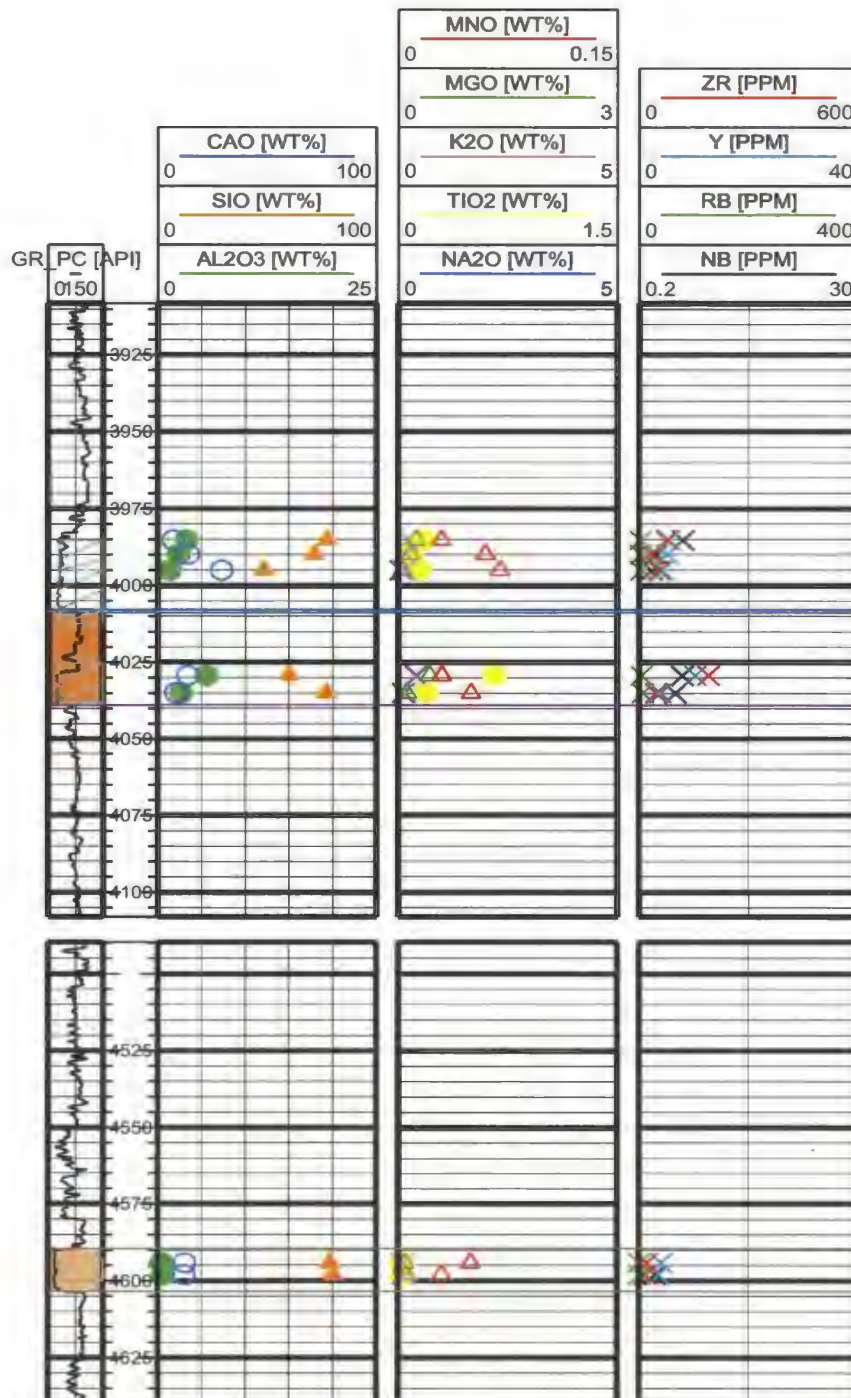 MNO [WT%]
0 0.15
MGO [WT%]
0 3
K2O [WT%]
0 5
TIO2 [WT%]
0 1.5
NA2O [WT%]
0 5
ZR [PPM]
0 600
Y [PPM]
0 40
RB [PPM]
0 400
NB [PPM]
0.2 30
CAO [WT%]
0 100
SIO [WT%]
0 100
AL2O3 [WT%]
0 25
GR_PC [API]
0 150
3925
3950
3975
4000
4025
4050
4075
4100
4525
4550
4575
4600
4625